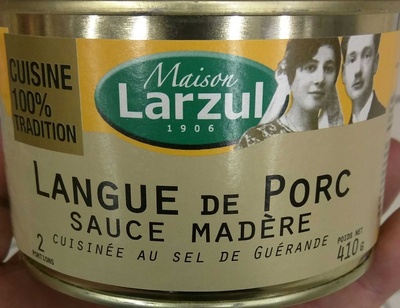 CUISINE
100%
TRADITION
Maison
Larzul
1906
LANGUE DE PORC
SAUCE MADÈRE
CUISINÉE AU SEL DE GUÉRANDE
2
PORTIONS
POIDS NET
410G